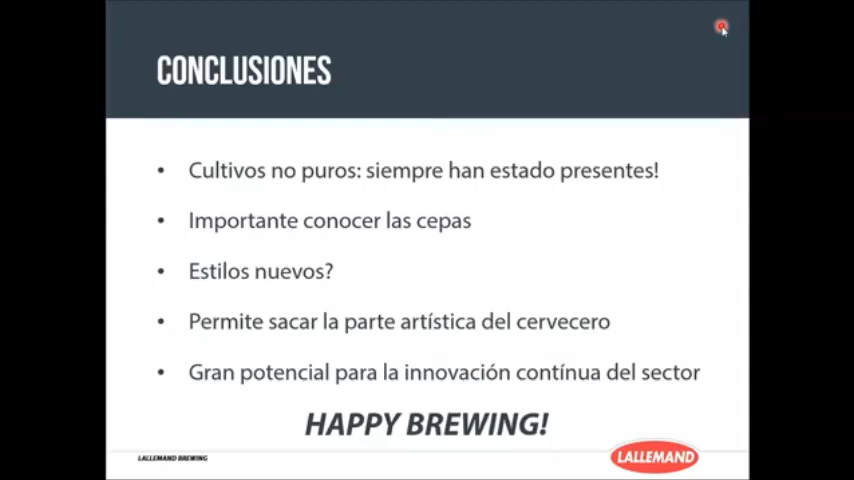 CONCLUSIONES
• Cultivos no puros: siempre han estado presentes!
• Importante conocer las cepas
• Estilos nuevos?
• Permite sacar la parte artística del cervecero
• Gran potencial para la innovación contínua del sector
HAPPY BREWING!
LALLEMAND BREWING
LALLEMAND